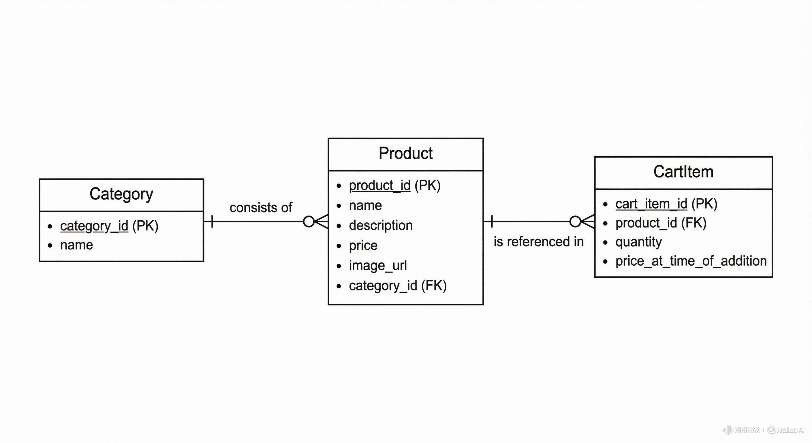 Category
category_id (PK)
name
consists of
Product
product_id (PK)
name
description
price
image_url
category_id (FK)
is referenced in
CartItem
cart_item_id (PK)
product_id (FK)
quantity
price_at_time_of_addition